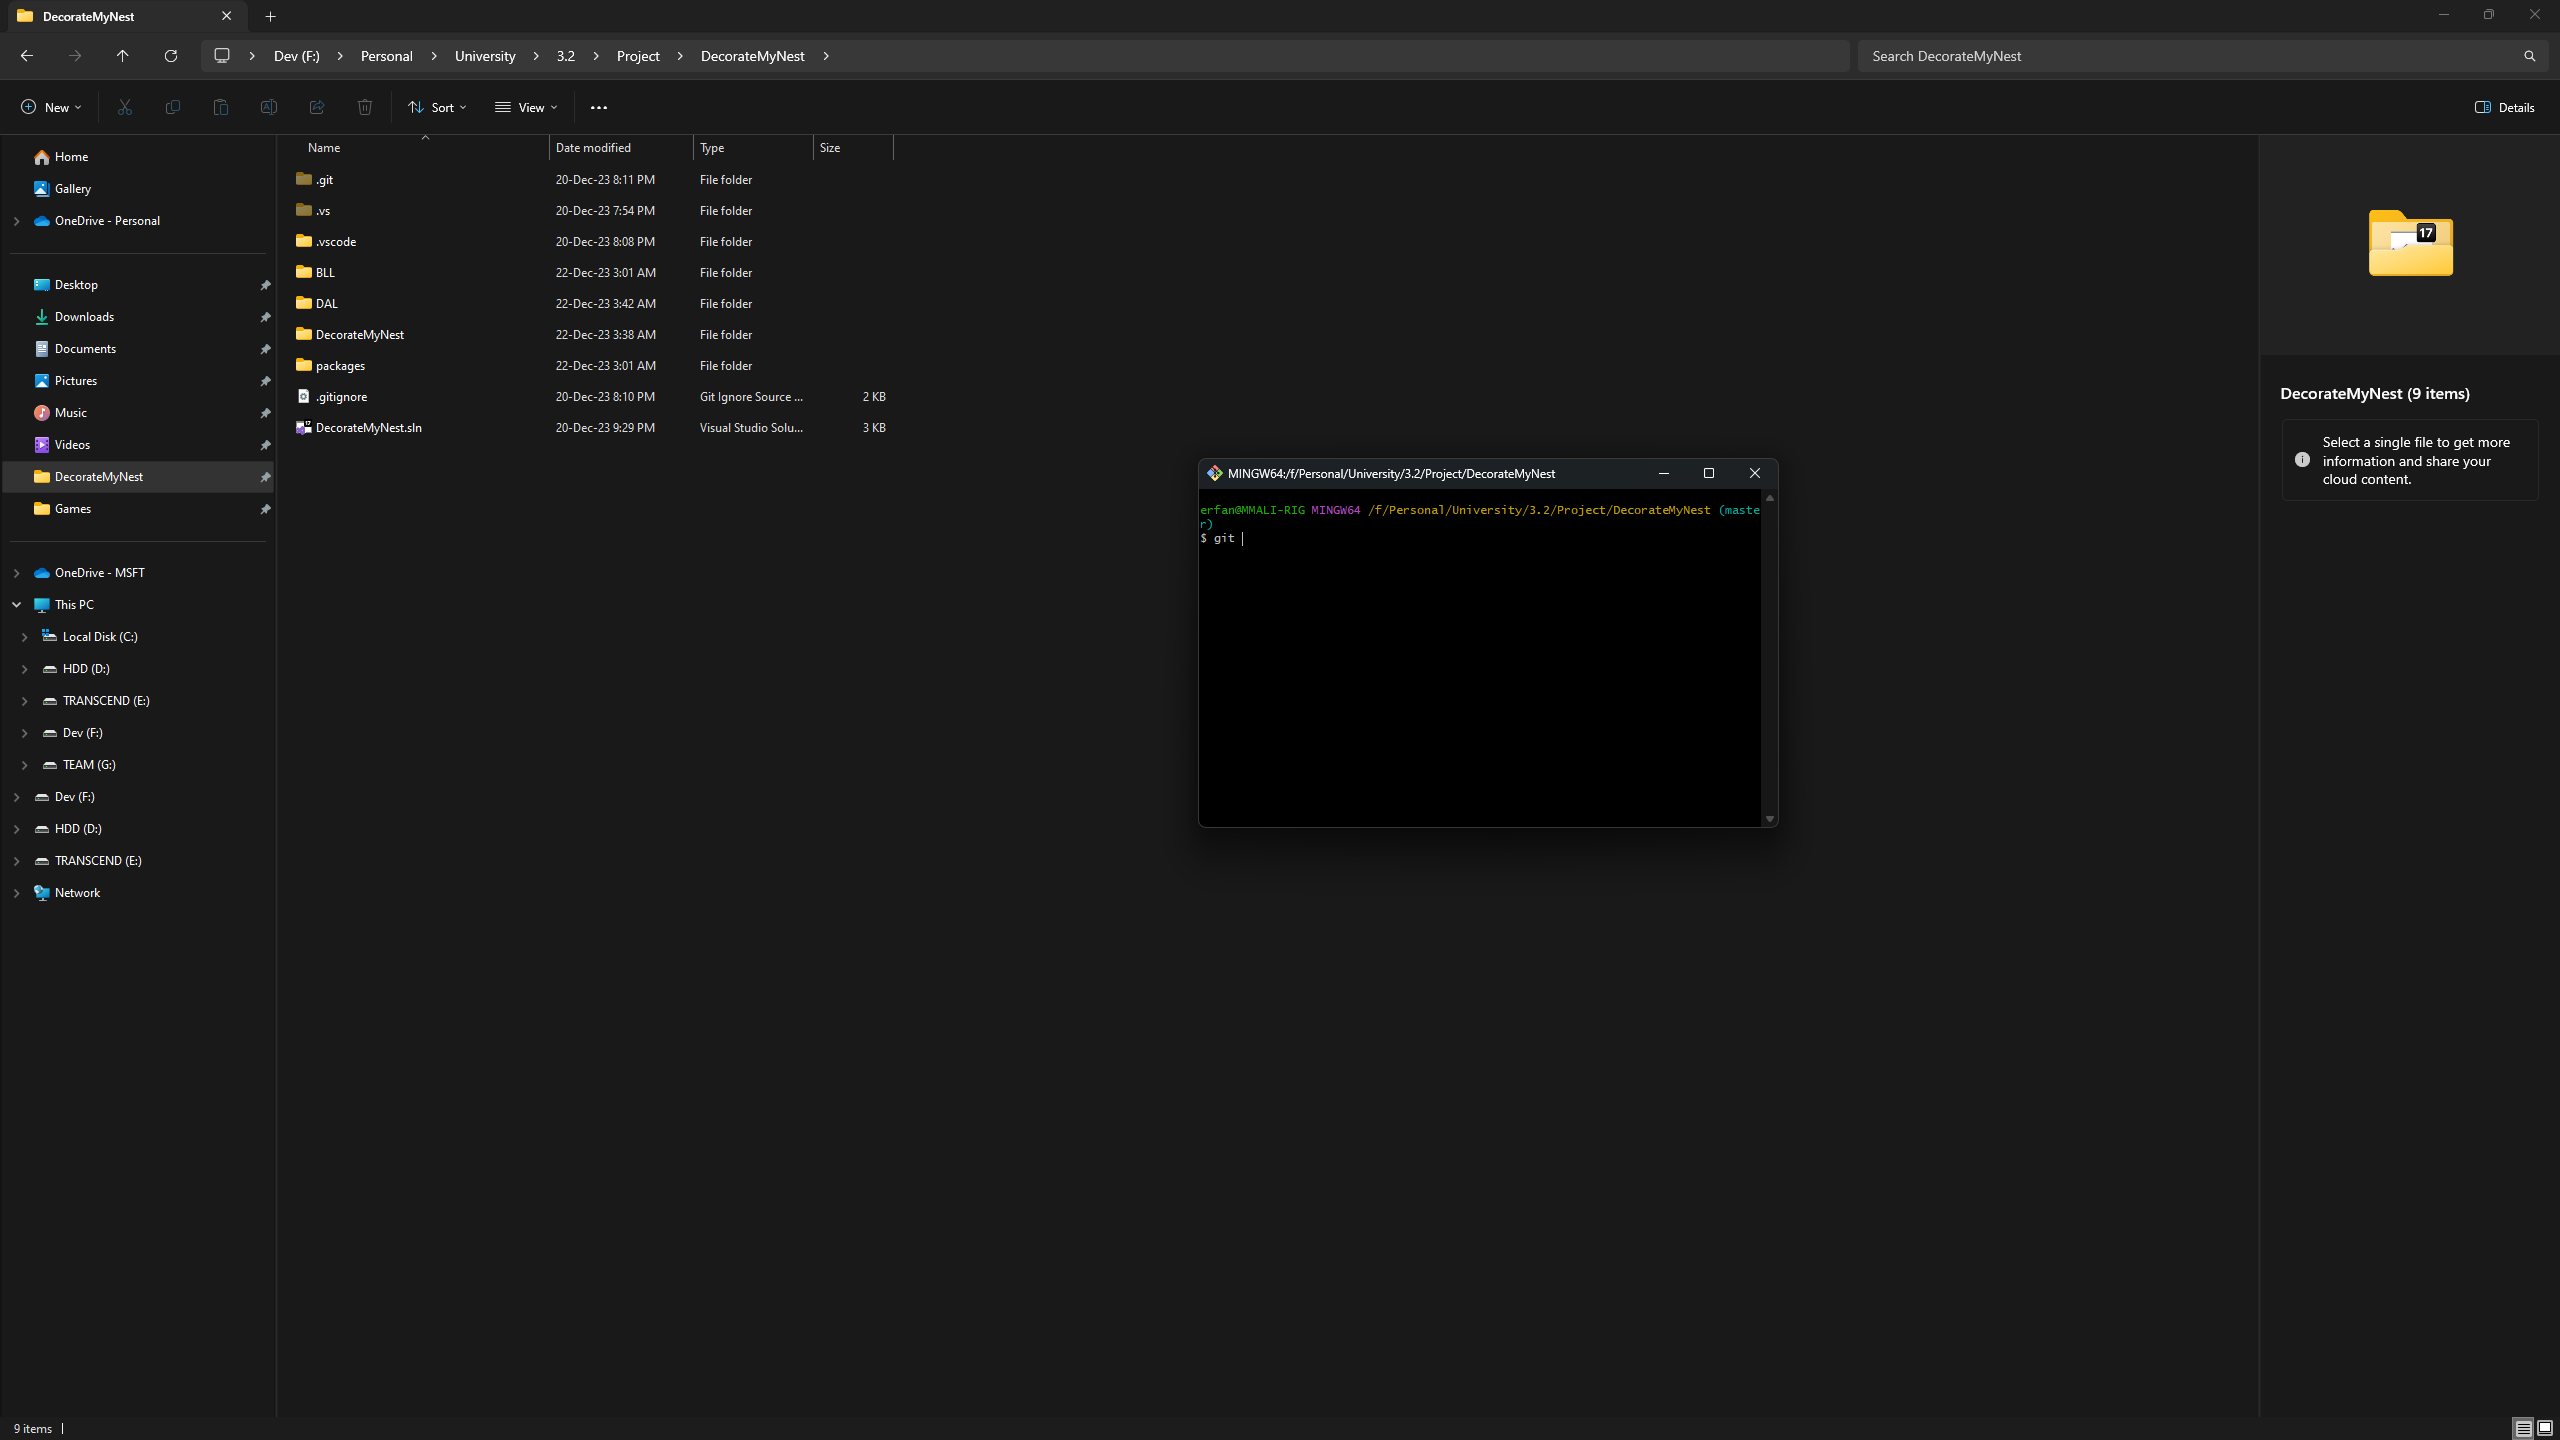 DecorateMyNest
Dev (F:) Personal University 3.2 Project DecorateMyNest
Search DecorateMyNest
New Sort View Details
Home
Gallery
OneDrive - Personal
Desktop
Downloads
Documents
Pictures
Music
Videos
DecorateMyNest
Games
OneDrive - MSFT
This PC
Local Disk (C:)
HDD (D:)
TRANSCEND (E:)
Dev (F:)
TEAM (G:)
Dev (F:)
HDD (D:)
TRANSCEND (E:)
Network
Name Date modified Type Size
.git 20-Dec-23 8:11 PM File folder
.vs 20-Dec-23 7:54 PM File folder
.vscode 20-Dec-23 8:08 PM File folder
BLL 22-Dec-23 3:01 AM File folder
DAL 22-Dec-23 3:42 AM File folder
DecorateMyNest 22-Dec-23 3:38 AM File folder
packages 22-Dec-23 3:01 AM File folder
.gitignore 20-Dec-23 8:10 PM Git Ignore Source ... 2 KB
DecorateMyNest.sln 20-Dec-23 9:29 PM Visual Studio Solu... 3 KB
MINGW64:/f/Personal/University/3.2/Project/DecorateMyNest
erfan@MMALI-RIG MINGW64 /f/Personal/University/3.2/Project/DecorateMyNest (maste
r)
$ git
17
DecorateMyNest (9 items)
Select a single file to get more
information and share your
cloud content.
9 items